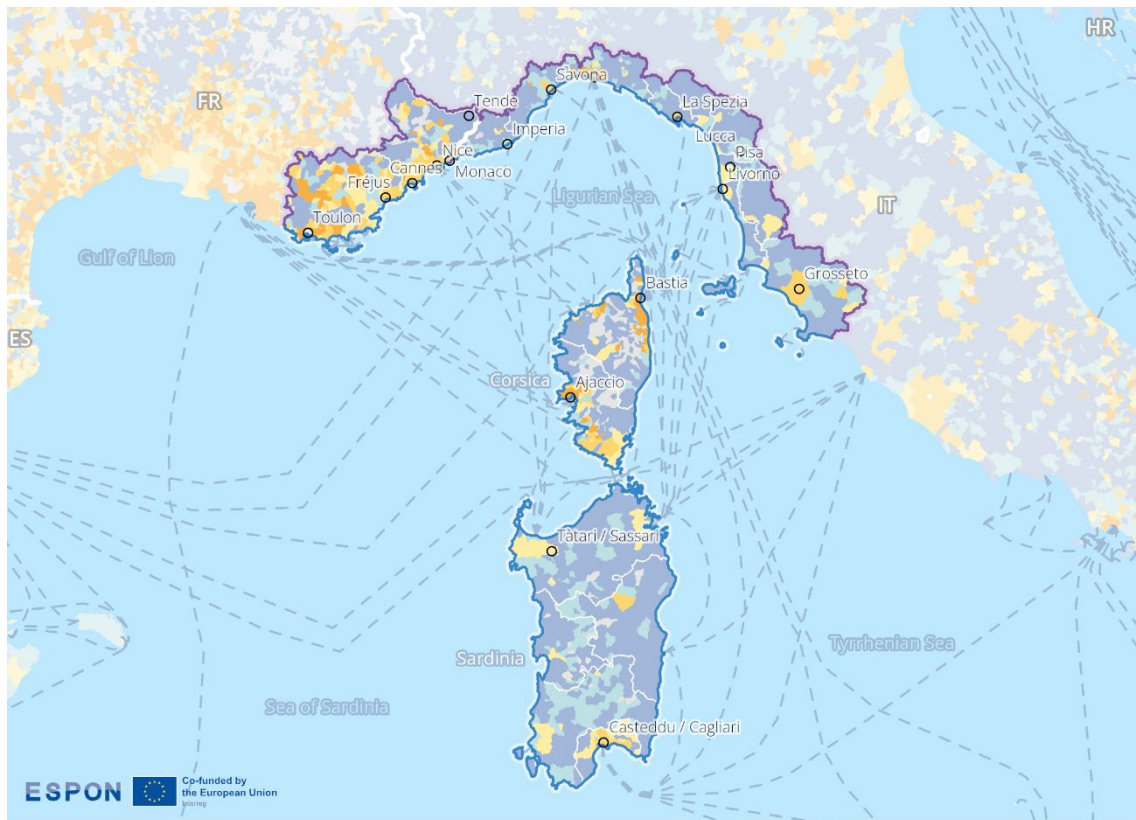 HR
FR
Savona
Tende
La Spezia
Imperia
Lucca
Nice
Pisa
Cannes
Monaco
Livorno
Fréjus
Ligurian Sea
IT
Toulon
Gulf of Lion
Grosseto
Bastia
ES
Corsica
Ajaccio
Tàtari / Sassari
Tyrrhenian Sea
Sardinia
Sea of Sardinia
Casteddu / Cagliari
ESPON
Co-funded by
the European Union
Interreg